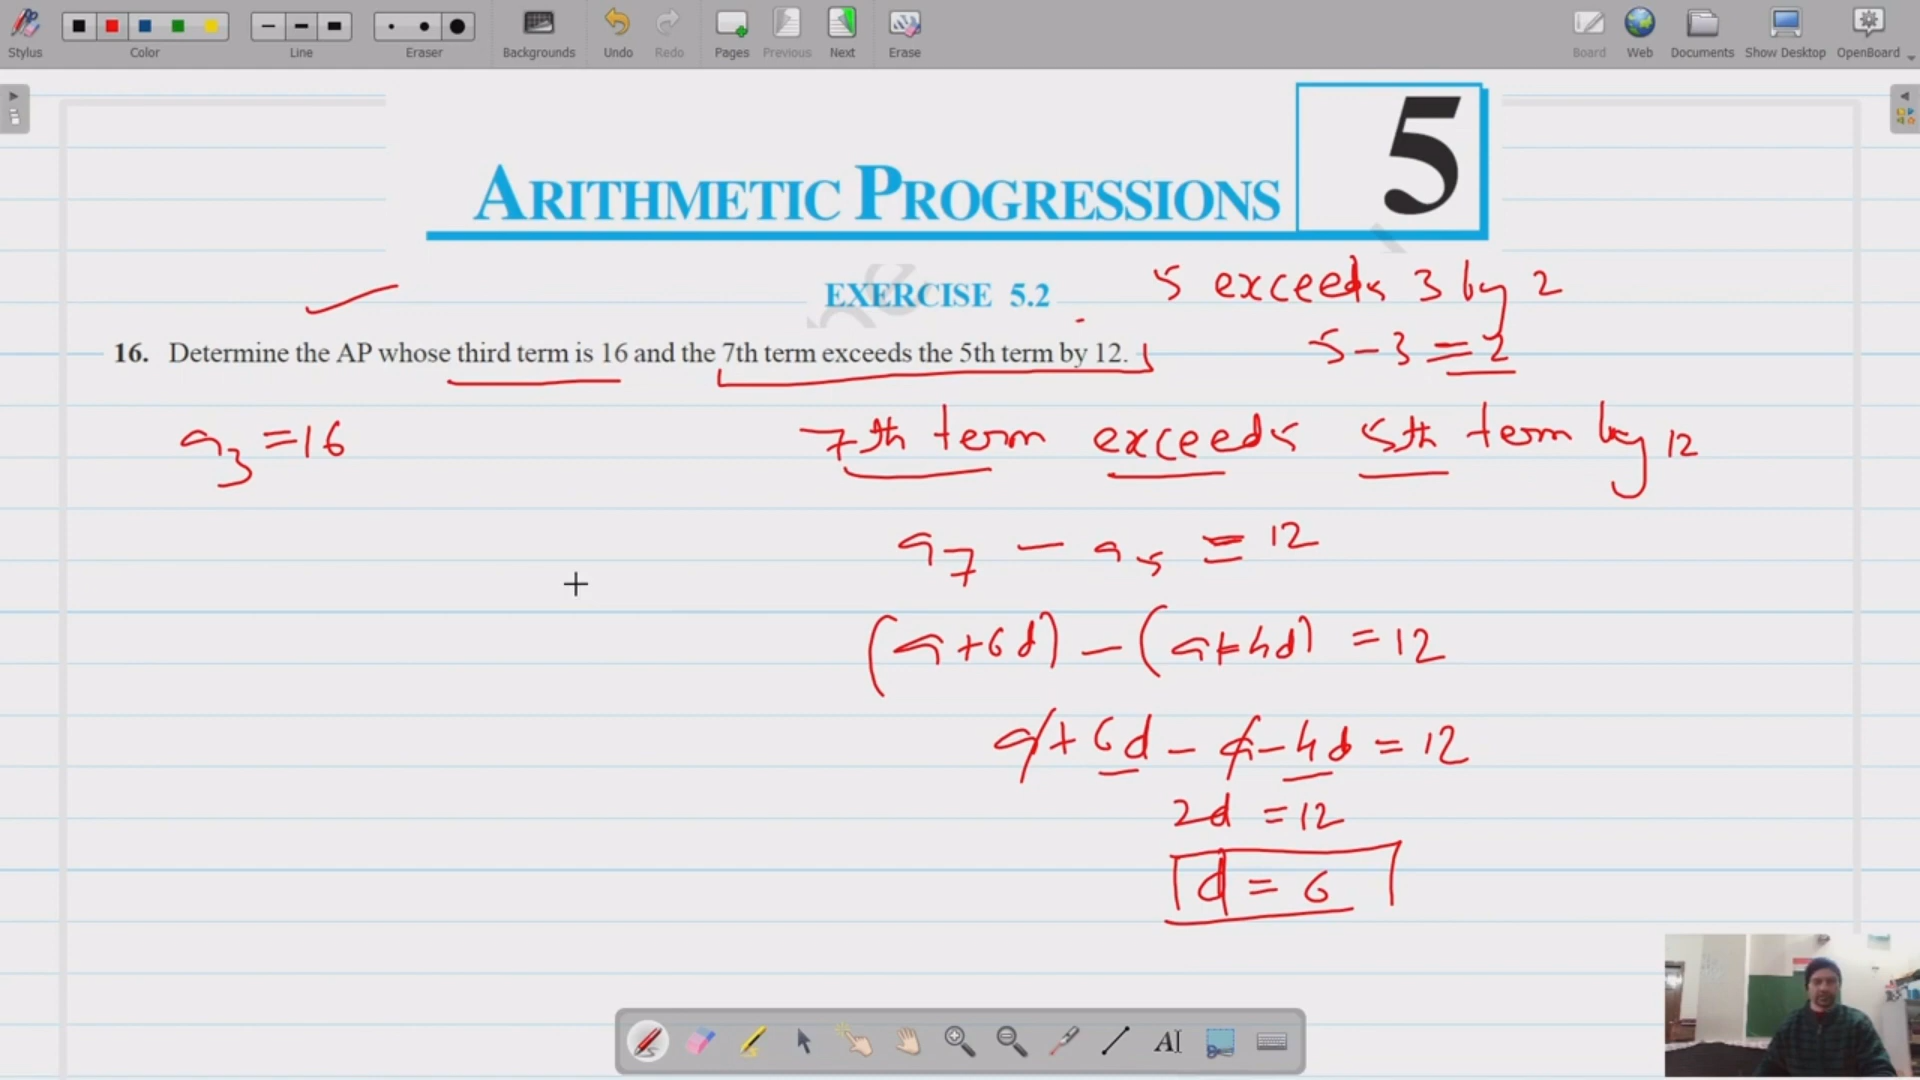 Stylus Color Line Eraser Backgrounds Undo Redo Pages Previous Next Erase Board Web Documents Show Desktop OpenBoard
ARITHMETIC PROGRESSIONS 5
EXERCISE 5.2
5 exceeds 3 by 2
5 - 3 = 2
16. Determine the AP whose third term is 16 and the 7th term exceeds the 5th term by 12.
a₃ = 16
7th term exceeds 5th term by 12
a₇ - a₅ = 12
(a + 6d) - (a + 4d) = 12
a + 6d - a - 4d = 12
2d = 12
d = 6
AI